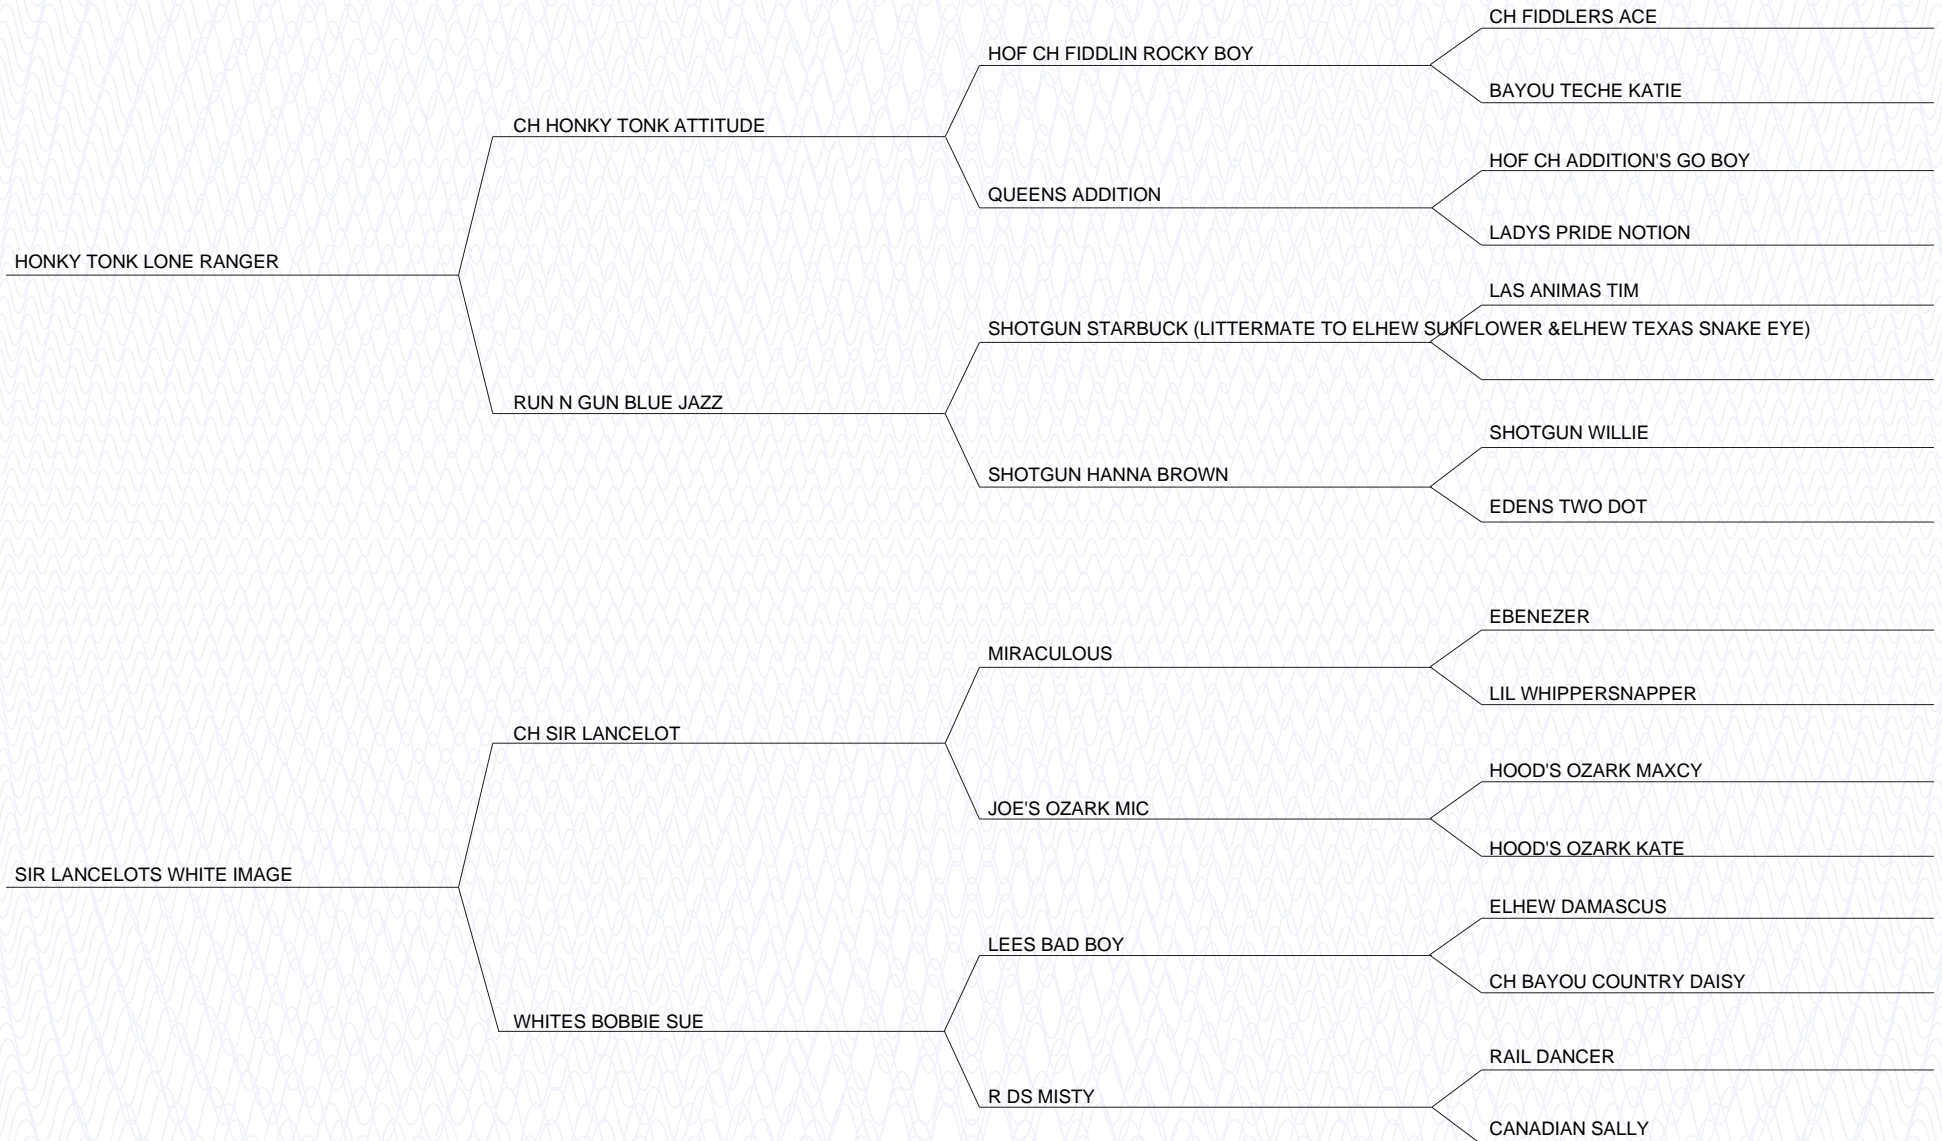 CH FIDDLERS ACE
HOF CH FIDDLIN ROCKY BOY
BAYOU TECHE KATIE
CH HONKY TONK ATTITUDE
HOF CH ADDITION'S GO BOY
QUEENS ADDITION
LADYS PRIDE NOTION
HONKY TONK LONE RANGER
LAS ANIMAS TIM
SHOTGUN STARBUCK (LITTERMATE TO ELHEW SUNFLOWER &ELHEW TEXAS SNAKE EYE)
RUN N GUN BLUE JAZZ
SHOTGUN WILLIE
SHOTGUN HANNA BROWN
EDENS TWO DOT
EBENEZER
MIRACULOUS
LIL WHIPPERSNAPPER
CH SIR LANCELOT
HOOD'S OZARK MAXCY
JOE'S OZARK MIC
HOOD'S OZARK KATE
SIR LANCELOTS WHITE IMAGE
ELHEW DAMASCUS
LEES BAD BOY
CH BAYOU COUNTRY DAISY
WHITES BOBBIE SUE
RAIL DANCER
R DS MISTY
CANADIAN SALLY